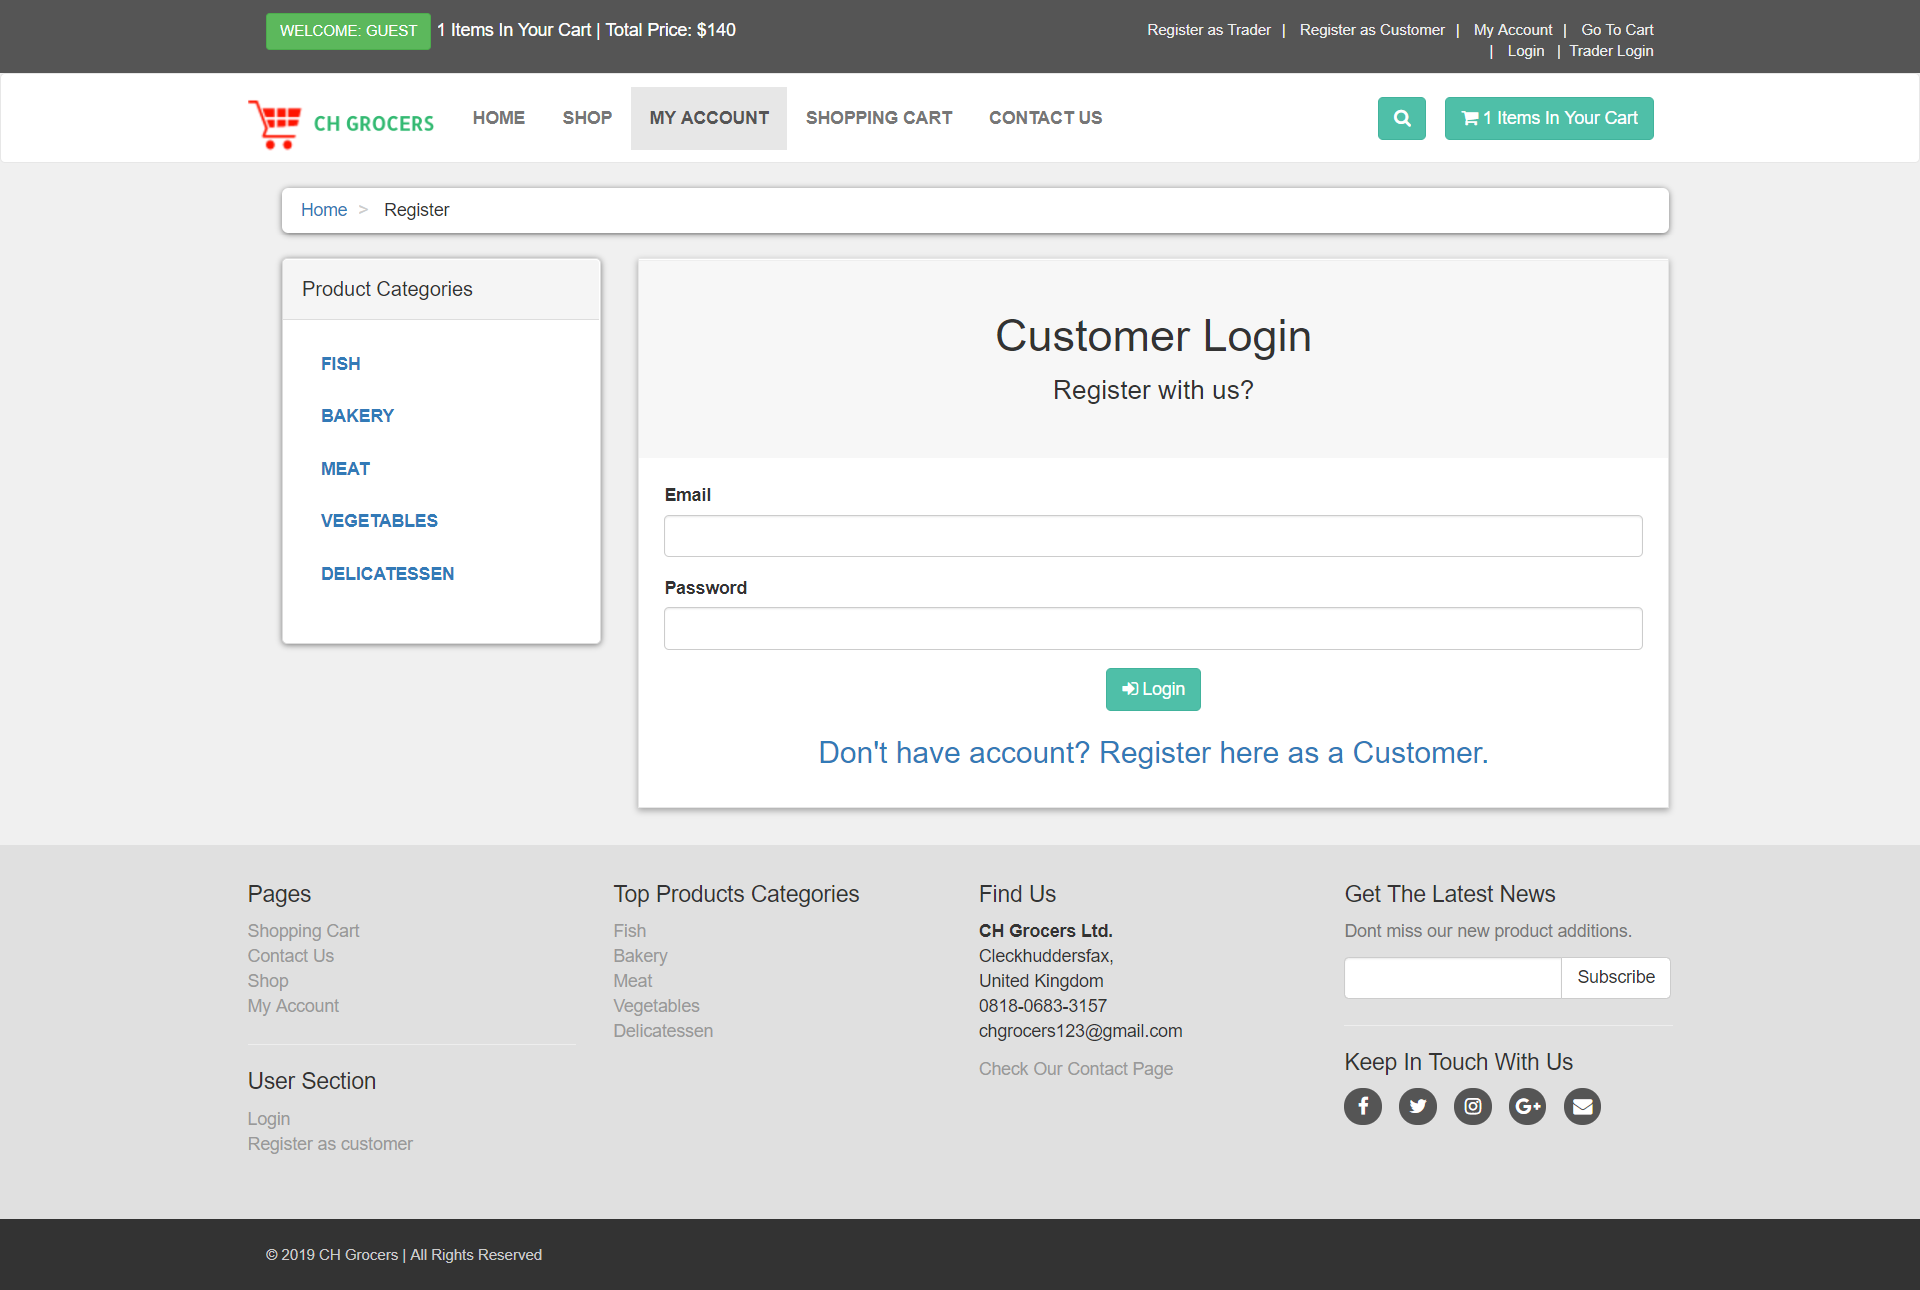 WELCOME: GUEST 1 Items In Your Cart | Total Price: $140
Register as Trader | Register as Customer | My Account | Go To Cart
| Login | Trader Login
CH GROCERS
HOME SHOP MY ACCOUNT SHOPPING CART CONTACT US
1 Items In Your Cart
Home > Register
Product Categories
FISH
BAKERY
MEAT
VEGETABLES
DELICATESSEN
Customer Login
Register with us?
Email
Password
Login
Don't have account? Register here as a Customer.
Pages
Shopping Cart
Contact Us
Shop
My Account
User Section
Login
Register as customer
Top Products Categories
Fish
Bakery
Meat
Vegetables
Delicatessen
Find Us
CH Grocers Ltd.
Cleckhuddersfax,
United Kingdom
0818-0683-3157
chgrocers123@gmail.com
Check Our Contact Page
Get The Latest News
Dont miss our new product additions.
Subscribe
Keep In Touch With Us
© 2019 CH Grocers | All Rights Reserved